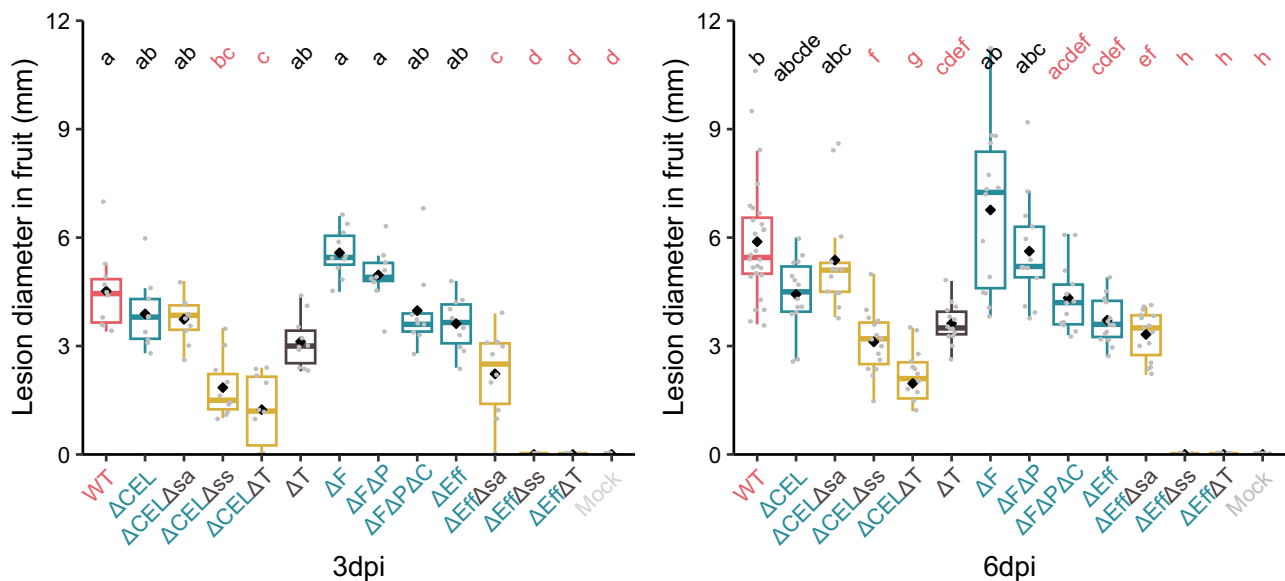 Lesion diameter in fruit (mm)
12
9
6
3
0
a ab ab bc c ab a a ab ab c d d d
WT ΔCEL ΔCELΔsa ΔCELΔss ΔCELΔT ΔT ΔF ΔFΔP ΔFΔPΔC ΔEff ΔEffΔsa ΔEffΔss ΔEffΔT Mock
3dpi
Lesion diameter in fruit (mm)
12
9
6
3
0
b abcde abc f g cdef ab abc acdef cdef ef h h h
WT ΔCEL ΔCELΔsa ΔCELΔss ΔCELΔT ΔT ΔF ΔFΔP ΔFΔPΔC ΔEff ΔEffΔsa ΔEffΔss ΔEffΔT Mock
6dpi